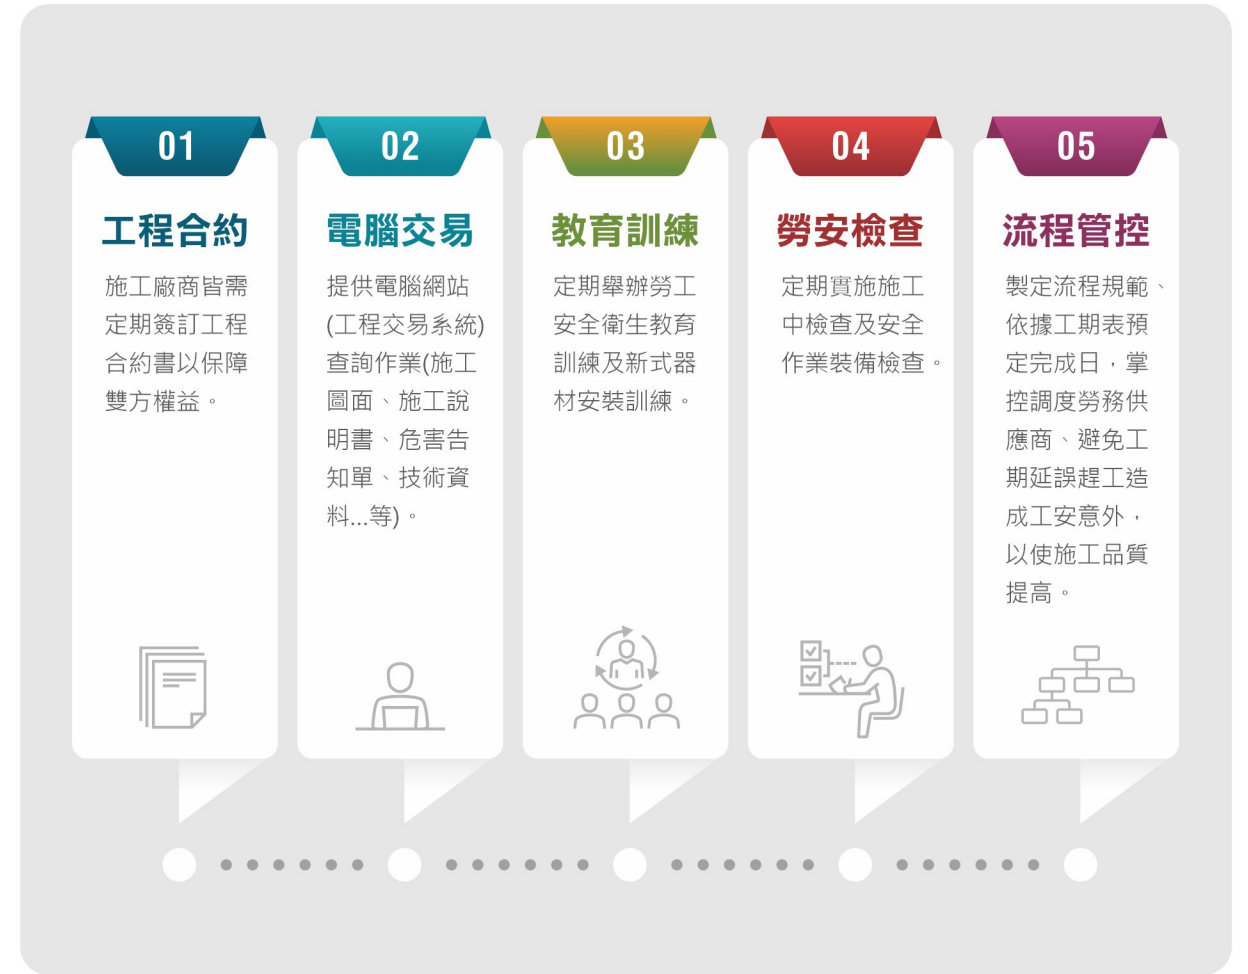 01
工程合約
施工廠商皆需
定期簽訂工程
合約書以保障
雙方權益。
02
電腦交易
提供電腦網站
(工程交易系統)
查詢作業(施工
圖面、施工說
明書、危害告
知單、技術資
料...等)。
03
教育訓練
定期舉辦勞工
安全衛生教育
訓練及新式器
材安裝訓練。
04
勞安檢查
定期實施施工
中檢查及安全
作業裝備檢查。
05
流程管控
製定流程規範、
依據工期表預
定完成日，掌
控調度勞務供
應商、避免工
期延誤趕工造
成工安意外，
以使施工品質
提高。